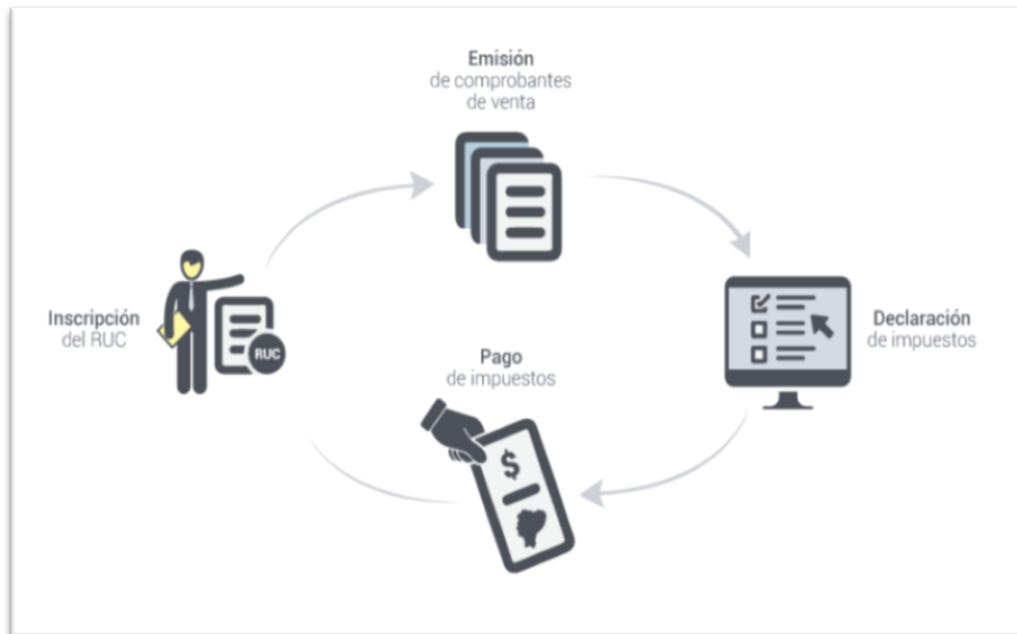 Emisión
de comprobantes
de venta
Inscripción
del RUC
RUC
Declaración
de impuestos
Pago
de impuestos
$